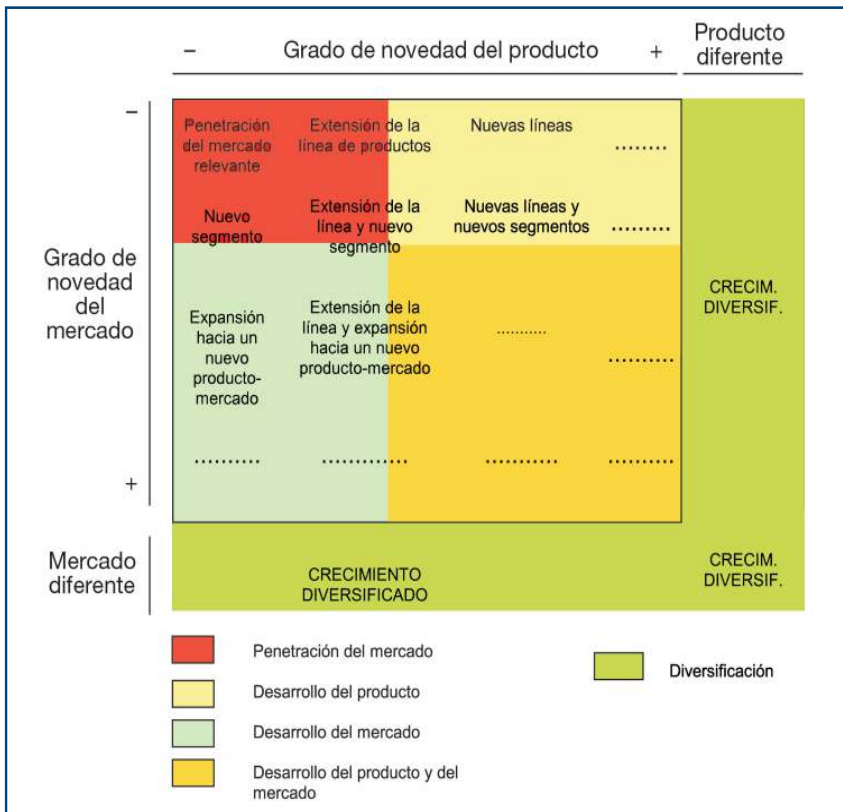 − Grado de novedad del producto +
Producto
diferente
−
Grado de
novedad
del
mercado
+
Penetración
del mercado
relevante
Extensión de la
línea de productos
Nuevas líneas
........
Nuevo
segmento
Extensión de la
línea y nuevo
segmento
Nuevas líneas y
nuevos segmentos
.........
Expansión
hacia un
nuevo
producto-
mercado
Extensión de la
línea y expansión
hacia un nuevo
producto-mercado
...........
..........
..........
.............
...........
..........
CRECIM.
DIVERSIF.
Mercado
diferente
CRECIMIENTO
DIVERSIFICADO
CRECIM.
DIVERSIF.
Penetración del mercado
Desarrollo del producto
Desarrollo del mercado
Desarrollo del producto y del
mercado
Diversificación